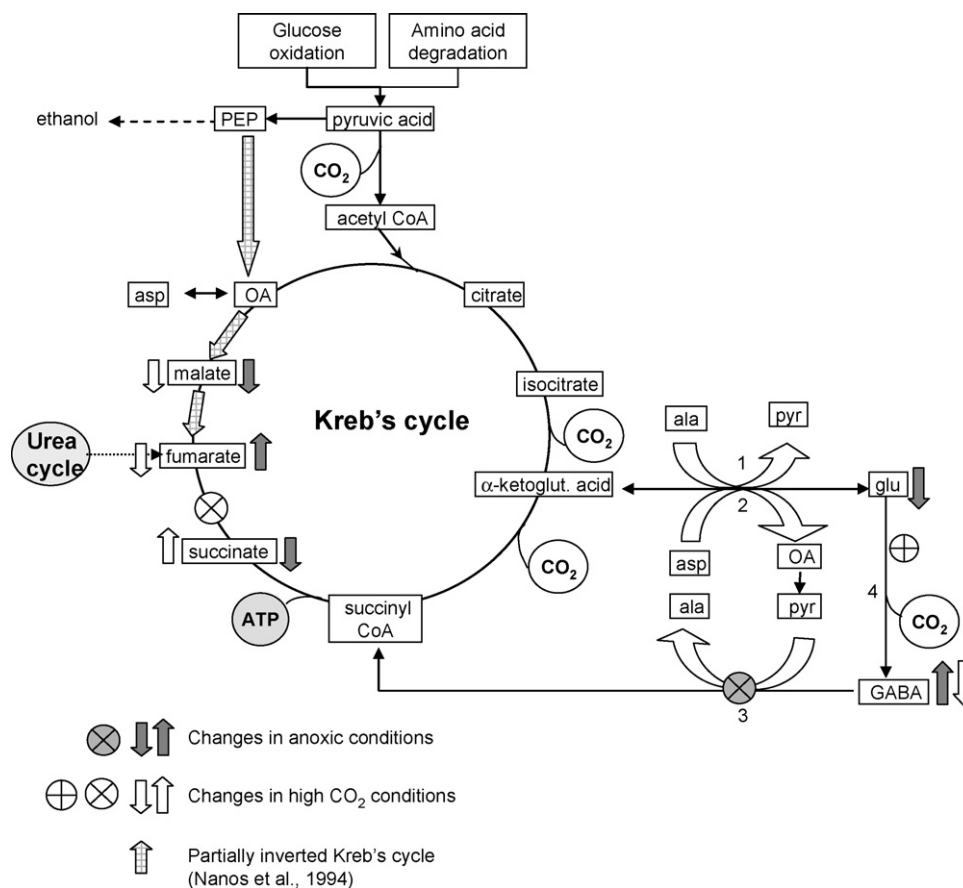 Glucose
oxidation
Amino acid
degradation
ethanol
PEP
pyruvic acid
CO2
acetyl CoA
asp
OA
citrate
malate
isocitrate
Kreb's cycle
CO2
ala
pyr
Urea
cycle
fumarate
α-ketoglut. acid
1
2
glu
succinate
CO2
asp
OA
4
ATP
succinyl
CoA
ala
pyr
CO2
3
GABA
Changes in anoxic conditions
Changes in high CO2 conditions
Partially inverted Kreb's cycle
(Nanos et al., 1994)